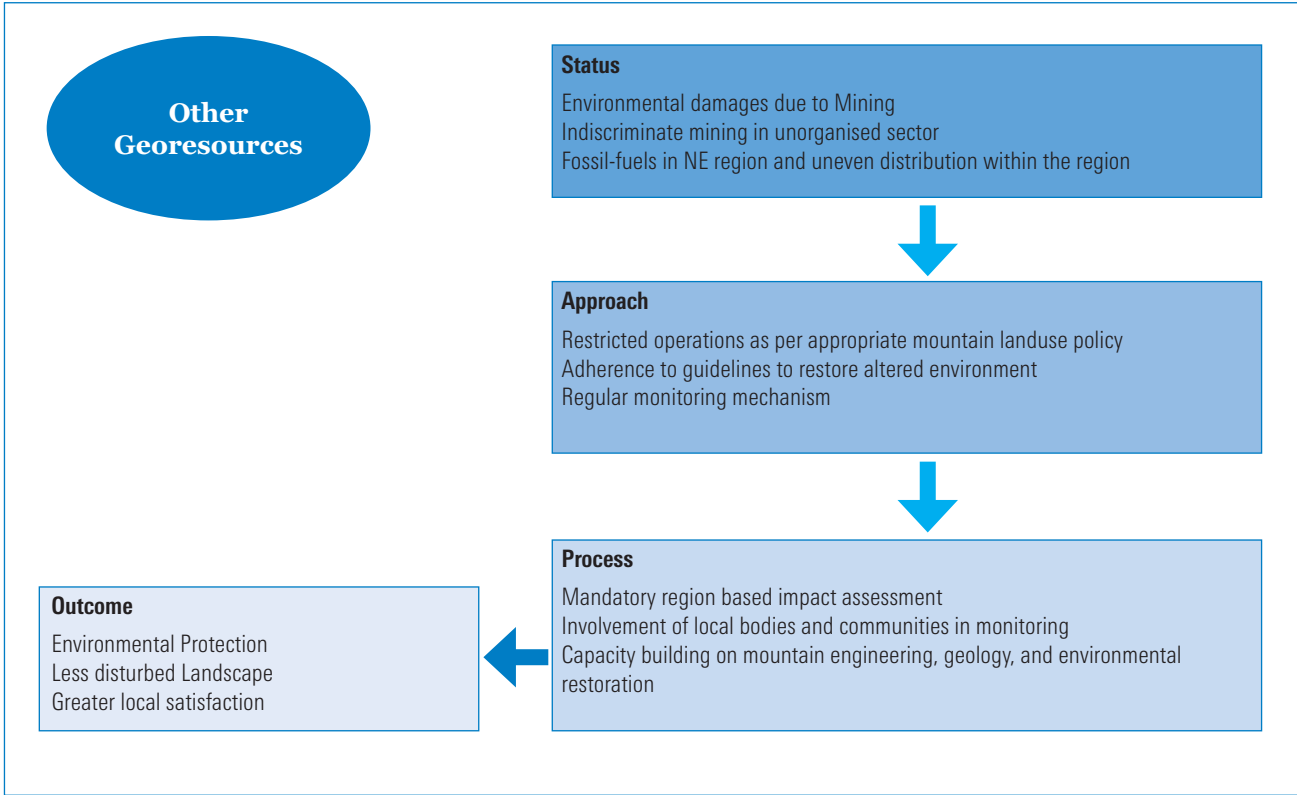 Other
Georesources
Status
Environmental damages due to Mining
Indiscriminate mining in unorganised sector
Fossil-fuels in NE region and uneven distribution within the region
Approach
Restricted operations as per appropriate mountain landuse policy
Adherence to guidelines to restore altered environment
Regular monitoring mechanism
Process
Mandatory region based impact assessment
Involvement of local bodies and communities in monitoring
Capacity building on mountain engineering, geology, and environmental
restoration
Outcome
Environmental Protection
Less disturbed Landscape
Greater local satisfaction